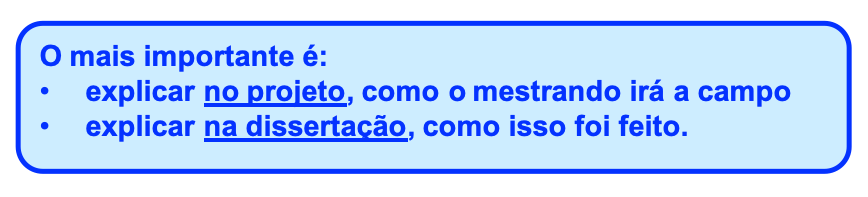 O mais importante é:
• explicar no projeto, como o mestrando irá a campo
• explicar na dissertação, como isso foi feito.